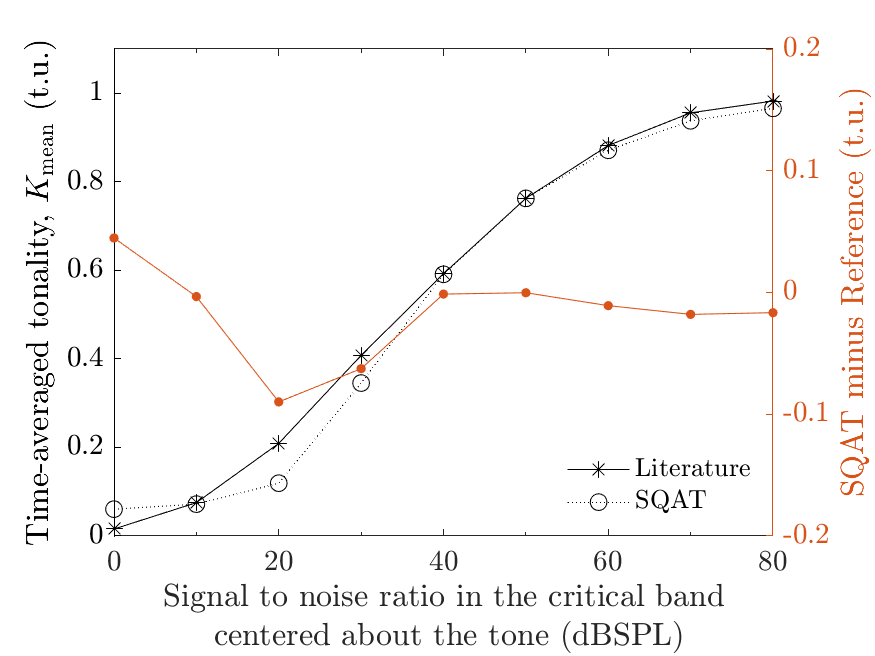 Time-averaged tonality, K_mean (t.u.)
1
0.8
0.6
0.4
0.2
0
0.2
0.1
0
-0.1
-0.2
SQAT minus Reference (t.u.)
Literature
SQAT
0 20 40 60 80
Signal to noise ratio in the critical band
centered about the tone (dBSPL)